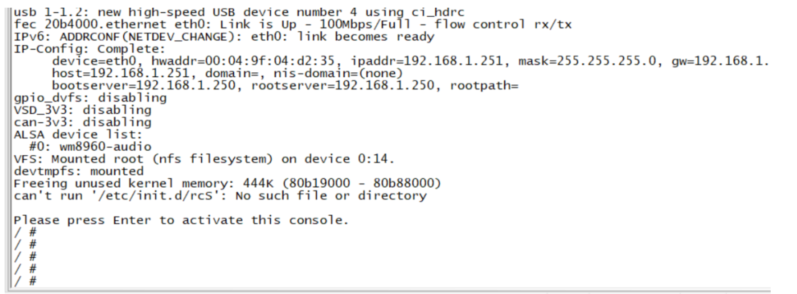 usb 1-1.2: new high-speed USB device number 4 using ci_hdrc
fec 20b4000.ethernet eth0: Link is Up - 100Mbps/Full - flow control rx/tx
IPv6: ADDRCONF(NETDEV_CHANGE): eth0: link becomes ready
IP-Config: Complete:
     device=eth0, hwaddr=00:04:9f:04:d2:35, ipaddr=192.168.1.251, mask=255.255.255.0, gw=192.168.1.
     host=192.168.1.251, domain=, nis-domain=(none)
     bootserver=192.168.1.250, rootserver=192.168.1.250, rootpath=
gpio_dvfs: disabling
VSD_3V3: disabling
can-3v3: disabling
ALSA device list:
  #0: wm8960-audio
VFS: Mounted root (nfs filesystem) on device 0:14.
devtmpfs: mounted
Freeing unused kernel memory: 444K (80b19000 - 80b88000)
can't run '/etc/init.d/rcS': No such file or directory

Please press Enter to activate this console.
/ #
/ #
/ #
/ #
/ #